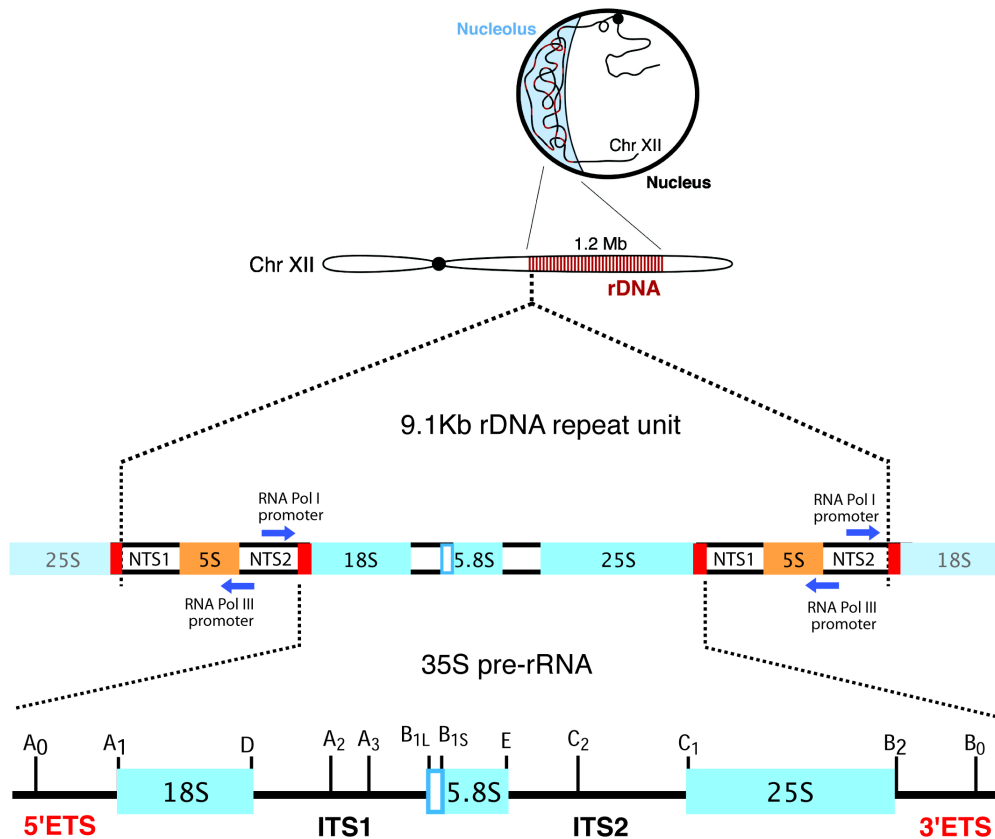 Nucleolus
Chr XII
Nucleus
1.2 Mb
Chr XII
rDNA
9.1Kb rDNA repeat unit
RNA Pol I
promoter
RNA Pol I
promoter
25S NTS1 5S NTS2 18S 5.8S 25S NTS1 5S NTS2 18S
RNA Pol III
promoter
RNA Pol III
promoter
35S pre-rRNA
A0 A1 D A2 A3 B1L B1S E C2 C1 B2 B0
18S 5.8S 25S
5'ETS ITS1 ITS2 3'ETS